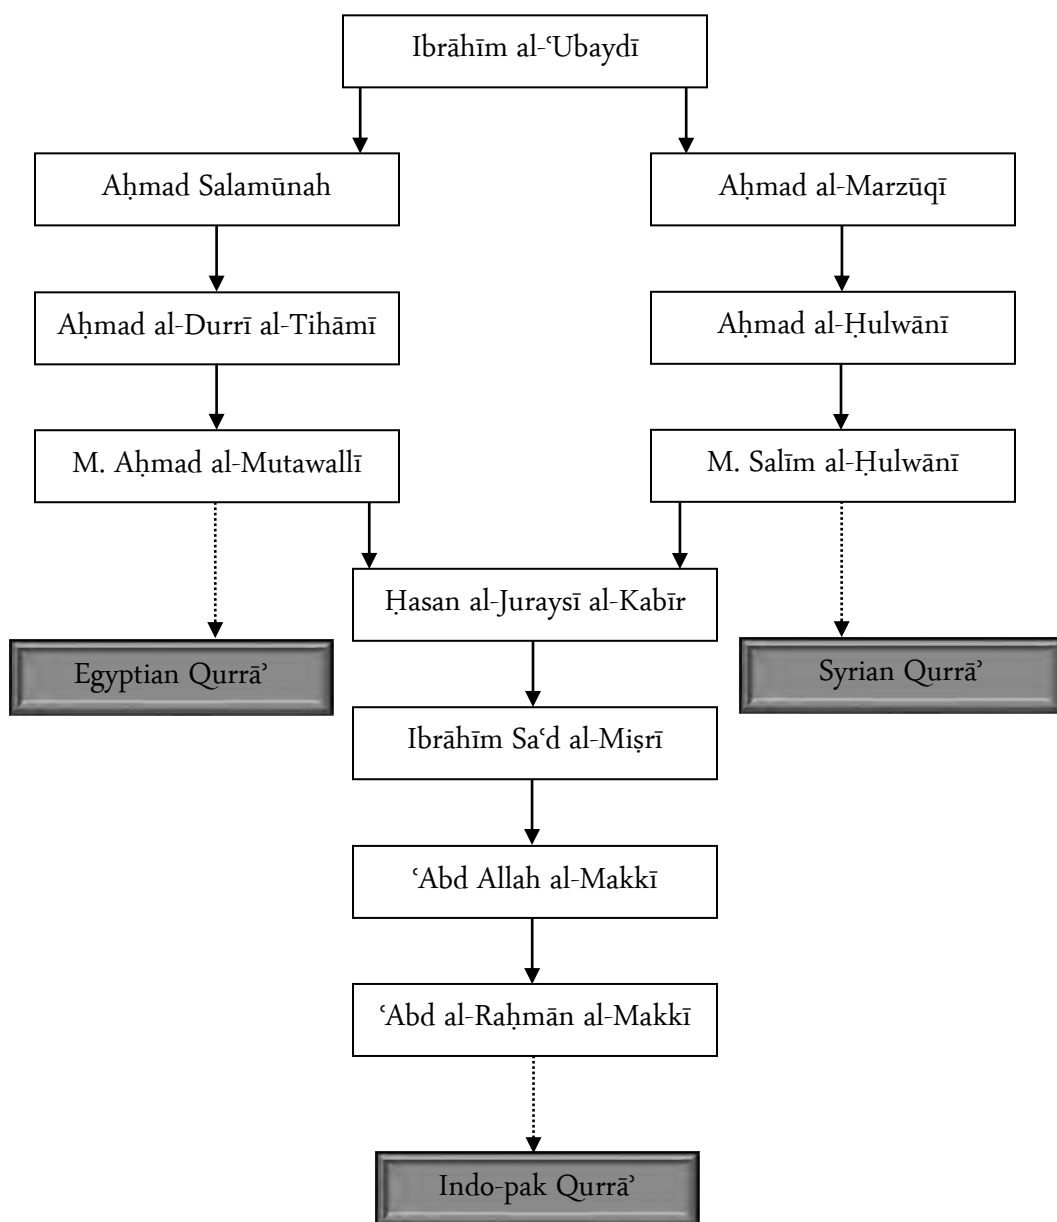 Ibrāhīm al-ʿUbaydī
Aḥmad Salamūnah
Aḥmad al-Marzūqī
Aḥmad al-Durrī al-Tihāmī
Aḥmad al-Ḥulwānī
M. Aḥmad al-Mutawallī
M. Salīm al-Ḥulwānī
Ḥasan al-Juraysī al-Kabīr
Egyptian Qurrāʾ
Syrian Qurrāʾ
Ibrāhīm Saʿd al-Miṣrī
ʿAbd Allah al-Makkī
ʿAbd al-Raḥmān al-Makkī
Indo-pak Qurrāʾ